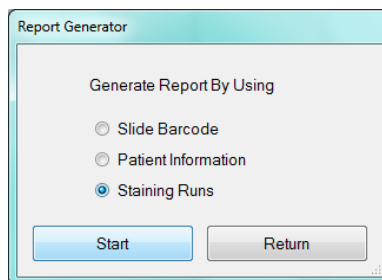 Report Generator
Generate Report By Using
Slide Barcode
Patient Information
Staining Runs
Start
Return